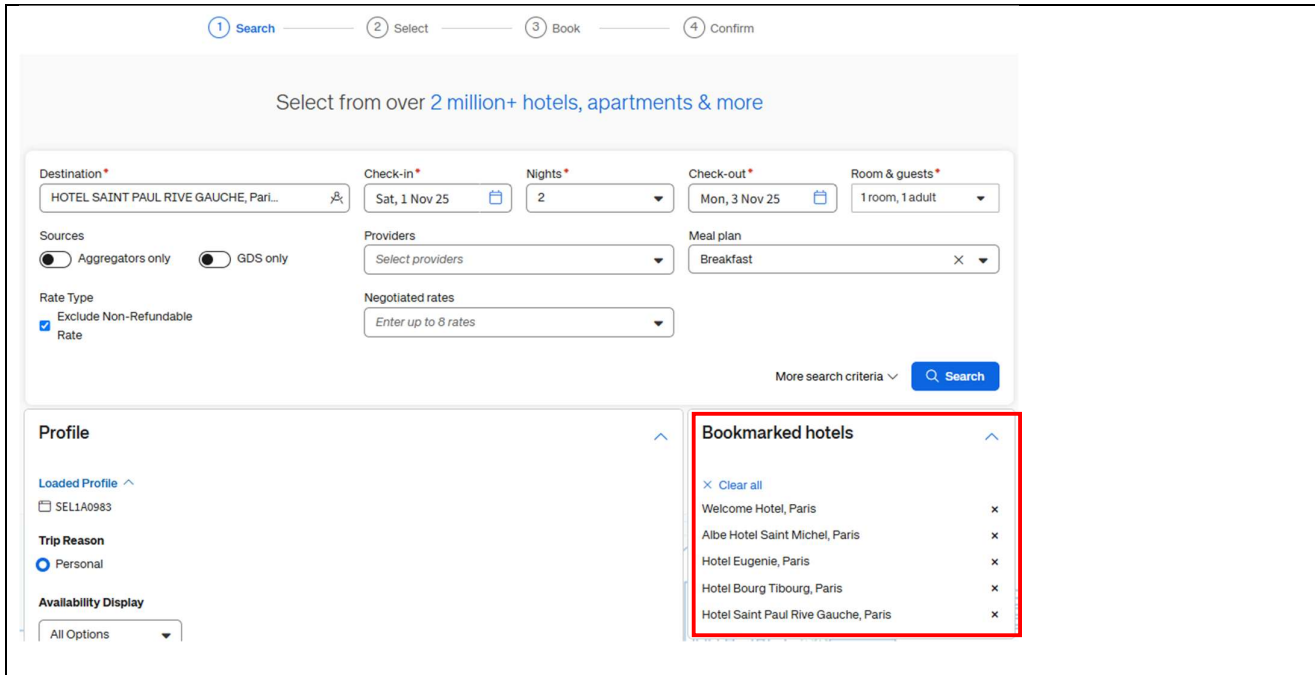 1 Search 2 Select 3 Book 4 Confirm
Select from over 2 million+ hotels, apartments & more
Destination* Check-in* Nights* Check-out* Room & guests*
HOTEL SAINT PAUL RIVE GAUCHE, Pari... Sat, 1 Nov 25 2 Mon, 3 Nov 25 1 room, 1 adult
Sources Providers Meal plan
Aggregators only GDS only Select providers Breakfast
Rate Type Negotiated rates
Exclude Non-Refundable
Rate
Enter up to 8 rates
More search criteria Search
Profile
Loaded Profile
SEL1A0983
Trip Reason
Personal
Availability Display
All Options
Bookmarked hotels
× Clear all
Welcome Hotel, Paris ×
Albe Hotel Saint Michel, Paris ×
Hotel Eugenie, Paris ×
Hotel Bourg Tibourg, Paris ×
Hotel Saint Paul Rive Gauche, Paris ×